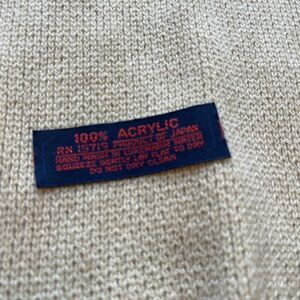 100% ACRYLIC
RN 15719 PRODUCT OF JAPAN
HAND WASH IN LUKEWARM WATER
SQUEEZE GENTLY LAY FLAT TO DRY
DO NOT DRY CLEAN